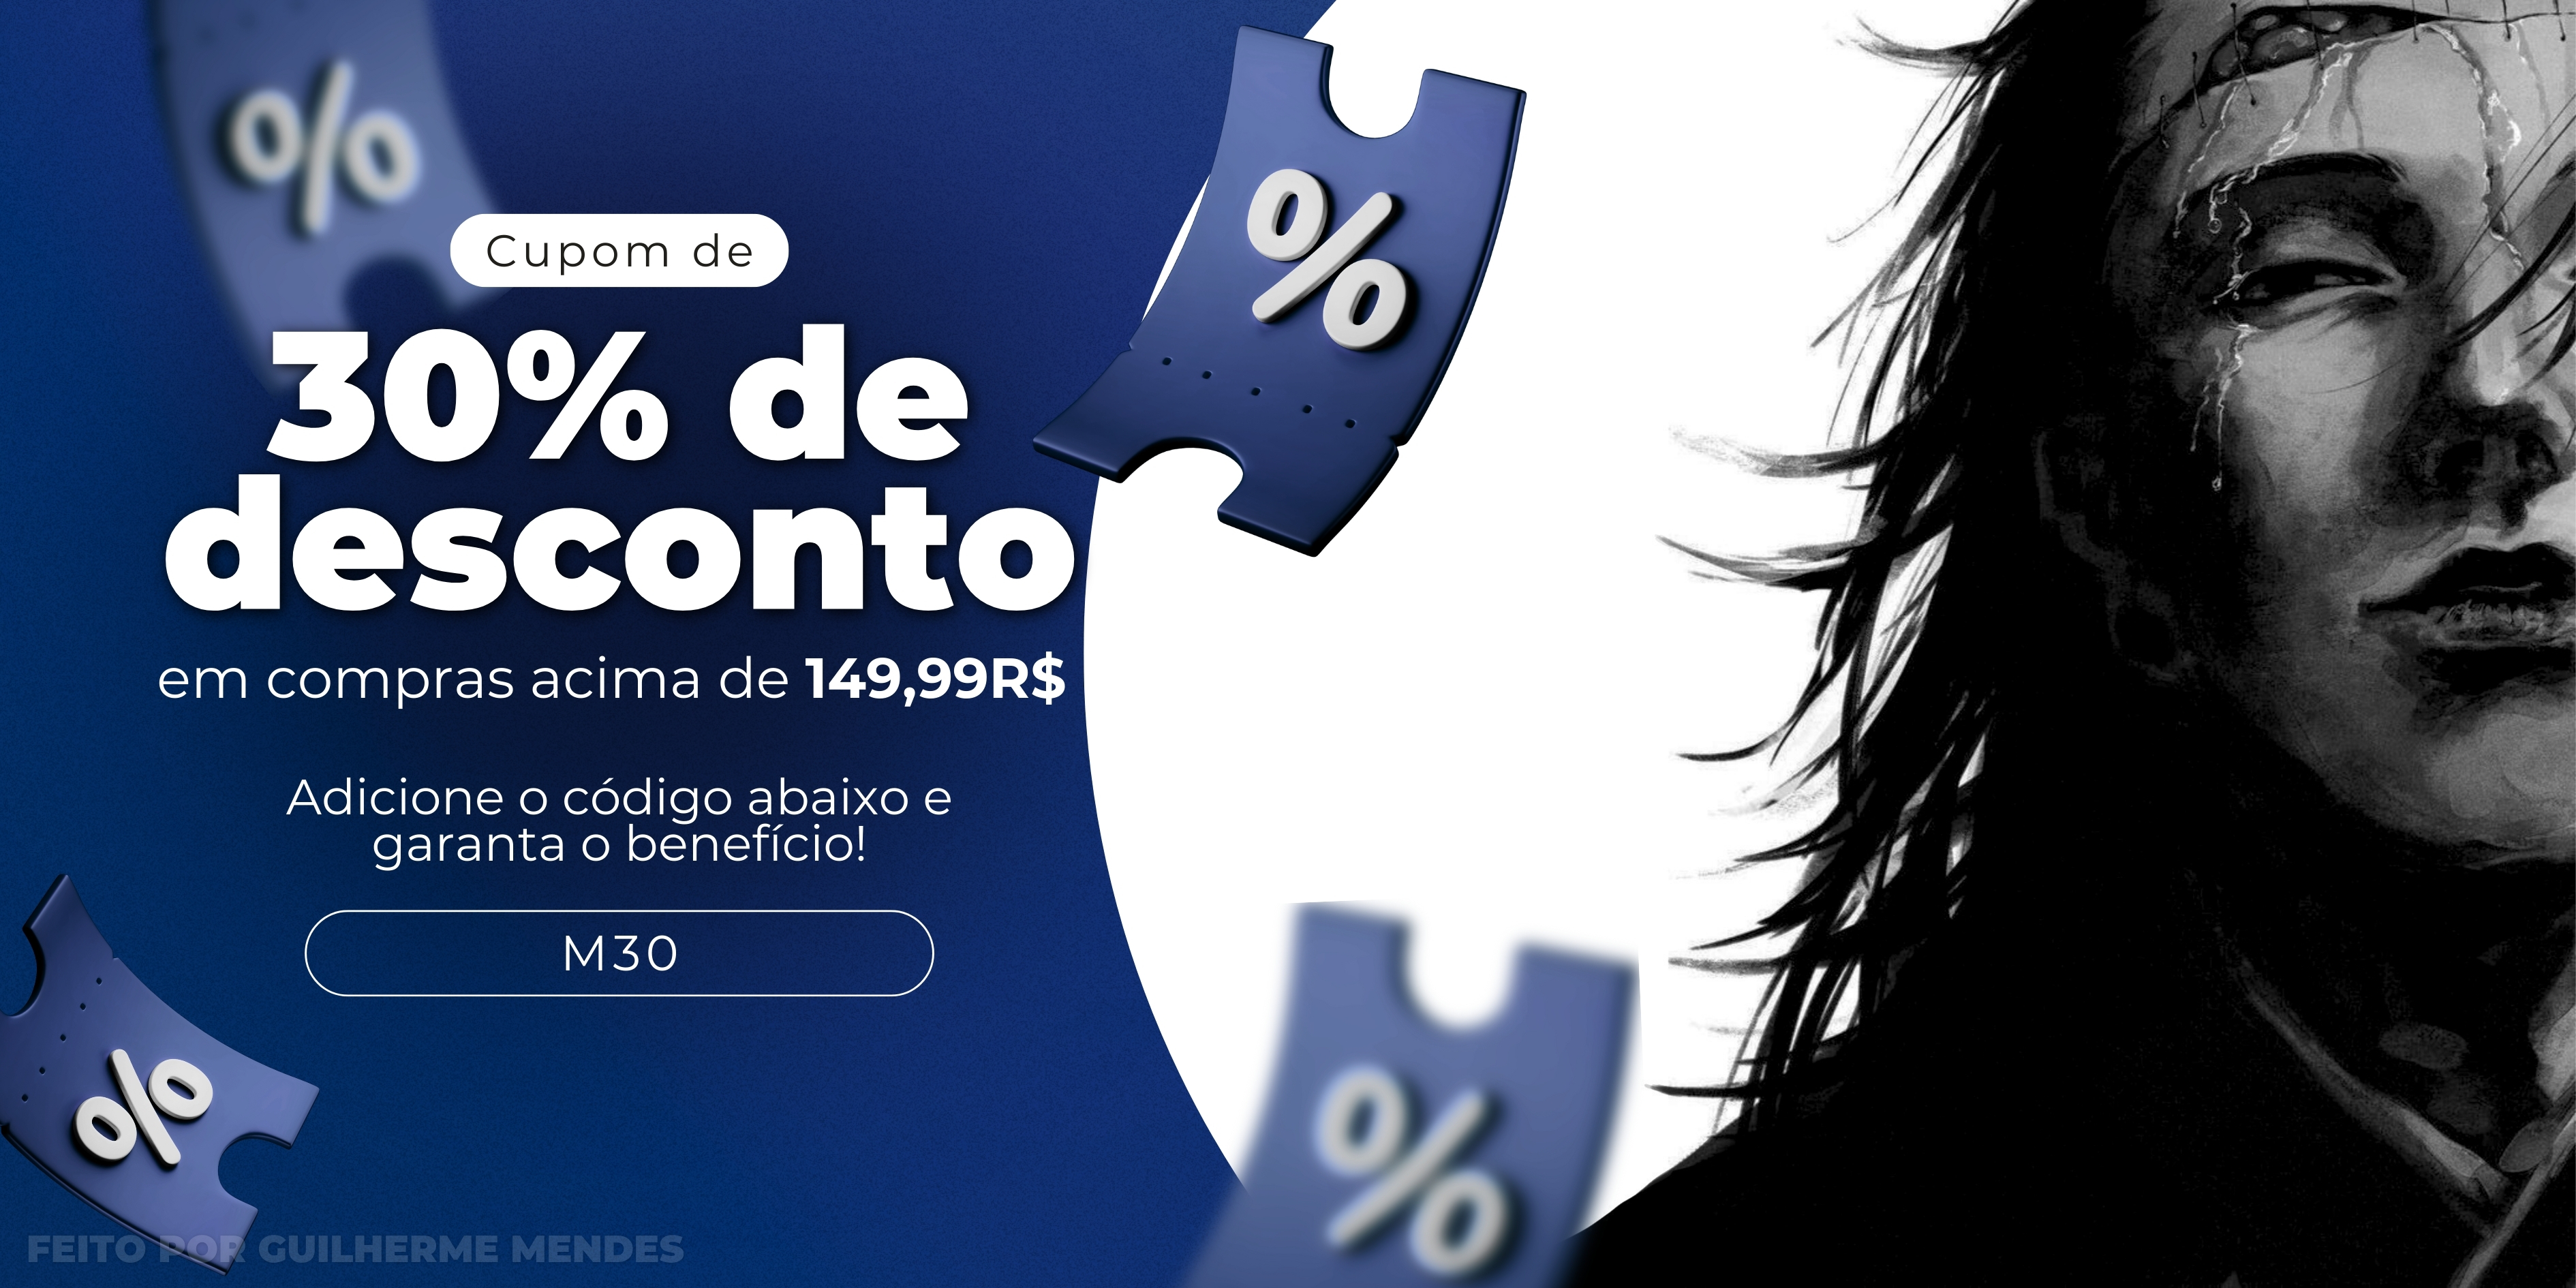 %
%
Cupom de
30% de
desconto
em compras acima de 149,99R$
Adicione o código abaixo e
garanta o benefício!
M30
%
%
FEITO POR GUILHERME MENDES